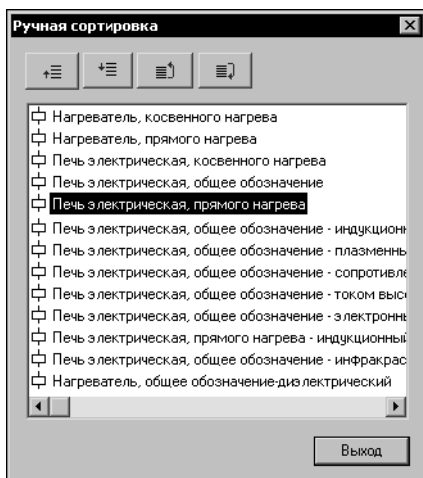 Ручная сортировка
Нагреватель, косвенного нагрева
Нагреватель, прямого нагрева
Печь электрическая, косвенного нагрева
Печь электрическая, общее обозначение
Печь электрическая, прямого нагрева
Печь электрическая, общее обозначение - индукционн
Печь электрическая, общее обозначение - плазменны
Печь электрическая, общее обозначение - сопротивле
Печь электрическая, общее обозначение - током высо
Печь электрическая, общее обозначение - электронны
Печь электрическая, прямого нагрева - индукционный
Печь электрическая, общее обозначение - инфракрас
Нагреватель, общее обозначение-диэлектрический
Выход